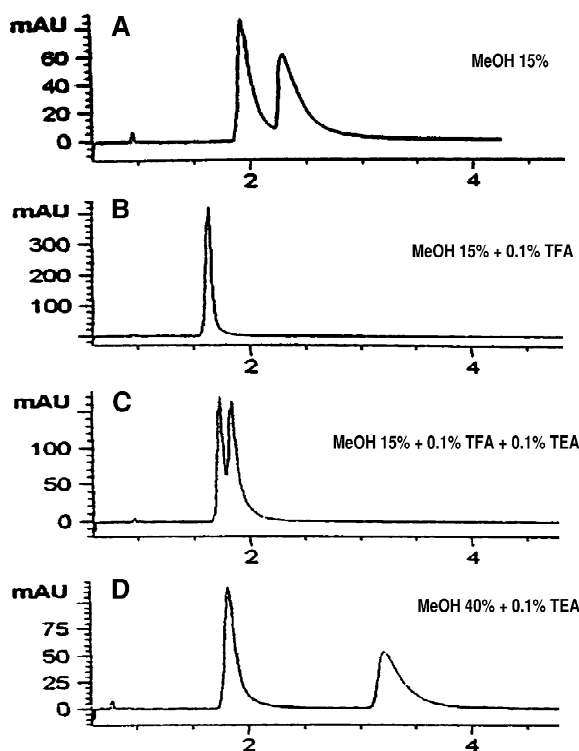 mAU A
MeOH 15%
60
40
20
0
2 4
mAU B
MeOH 15% + 0.1% TFA
300
200
100
2 4
mAU C
MeOH 15% + 0.1% TFA + 0.1% TEA
100
50
0
2 4
mAU D
MeOH 40% + 0.1% TEA
75
50
25
0
2 4